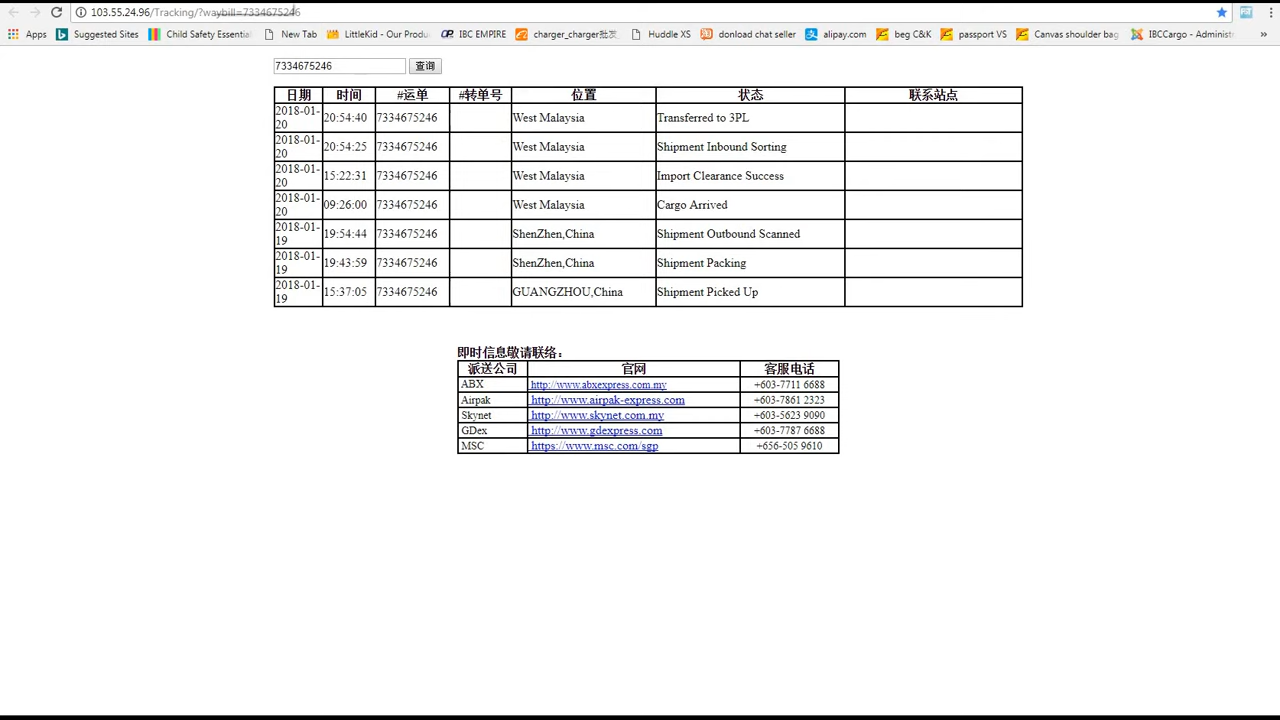 103.55.24.96/Tracking/?waybill=7334675246
Apps Suggested Sites Child Safety Essential New Tab LittleKid - Our Produ IBC EMPIRE charger_charger批发 Huddle XS donload chat seller alipay.com beg C&K passport VS Canvas shoulder bag IBCCargo - Administ »
7334675246 查询
日期 时间 #运单 #转单号 位置 状态 联系站点
2018-01-20 20:54:40 7334675246 West Malaysia Transferred to 3PL
2018-01-20 20:54:25 7334675246 West Malaysia Shipment Inbound Sorting
2018-01-20 15:22:31 7334675246 West Malaysia Import Clearance Success
2018-01-20 09:26:00 7334675246 West Malaysia Cargo Arrived
2018-01-19 19:54:44 7334675246 ShenZhen,China Shipment Outbound Scanned
2018-01-19 19:43:59 7334675246 ShenZhen,China Shipment Packing
2018-01-19 15:37:05 7334675246 GUANGZHOU,China Shipment Picked Up
即时信息敬请联络：
派送公司 官网 客服电话
ABX http://www.abxexpress.com.my +603-7711 6688
Airpak http://www.airpak-express.com +603-7861 2323
Skynet http://www.skynet.com.my +603-5623 9090
GDex http://www.gdexpress.com +603-7787 6688
MSC https://www.msc.com/sgp +656-505 9610